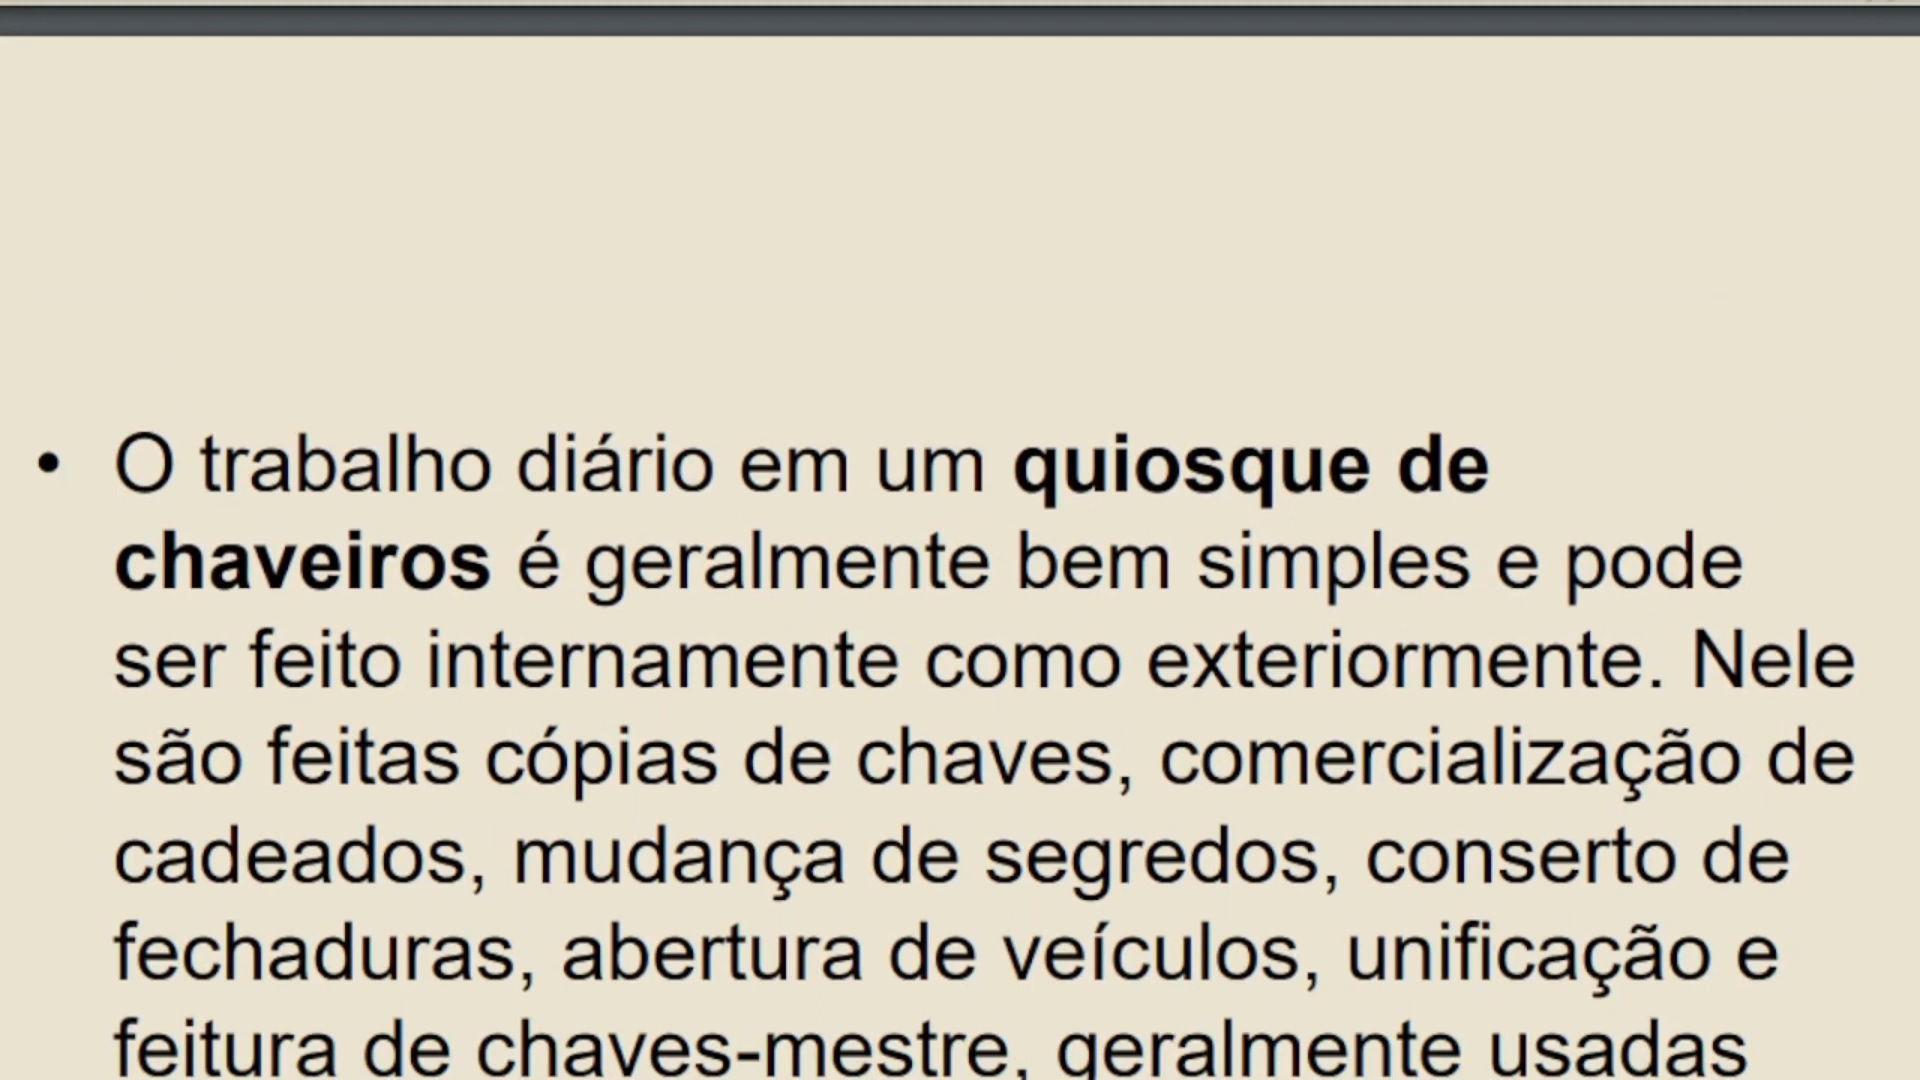 • O trabalho diário em um quiosque de
chaveiros é geralmente bem simples e pode
ser feito internamente como exteriormente. Nele
são feitas cópias de chaves, comercialização de
cadeados, mudança de segredos, conserto de
fechaduras, abertura de veículos, unificação e
feitura de chaves-mestre, geralmente usadas